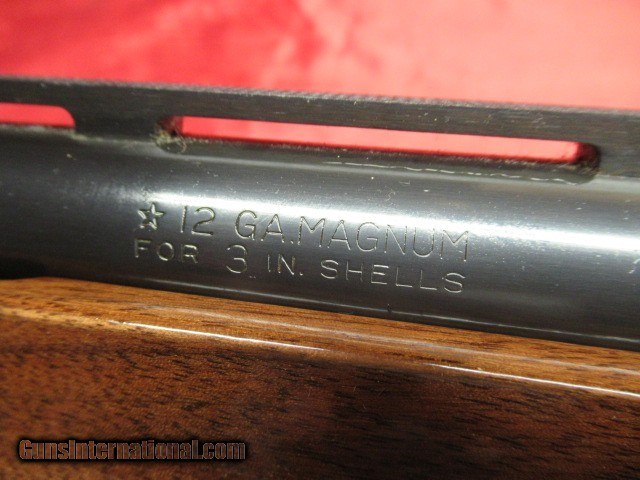 ☆ 12 GA.MAGNUM
FOR 3 IN. SHELLS
GunsInternational.com